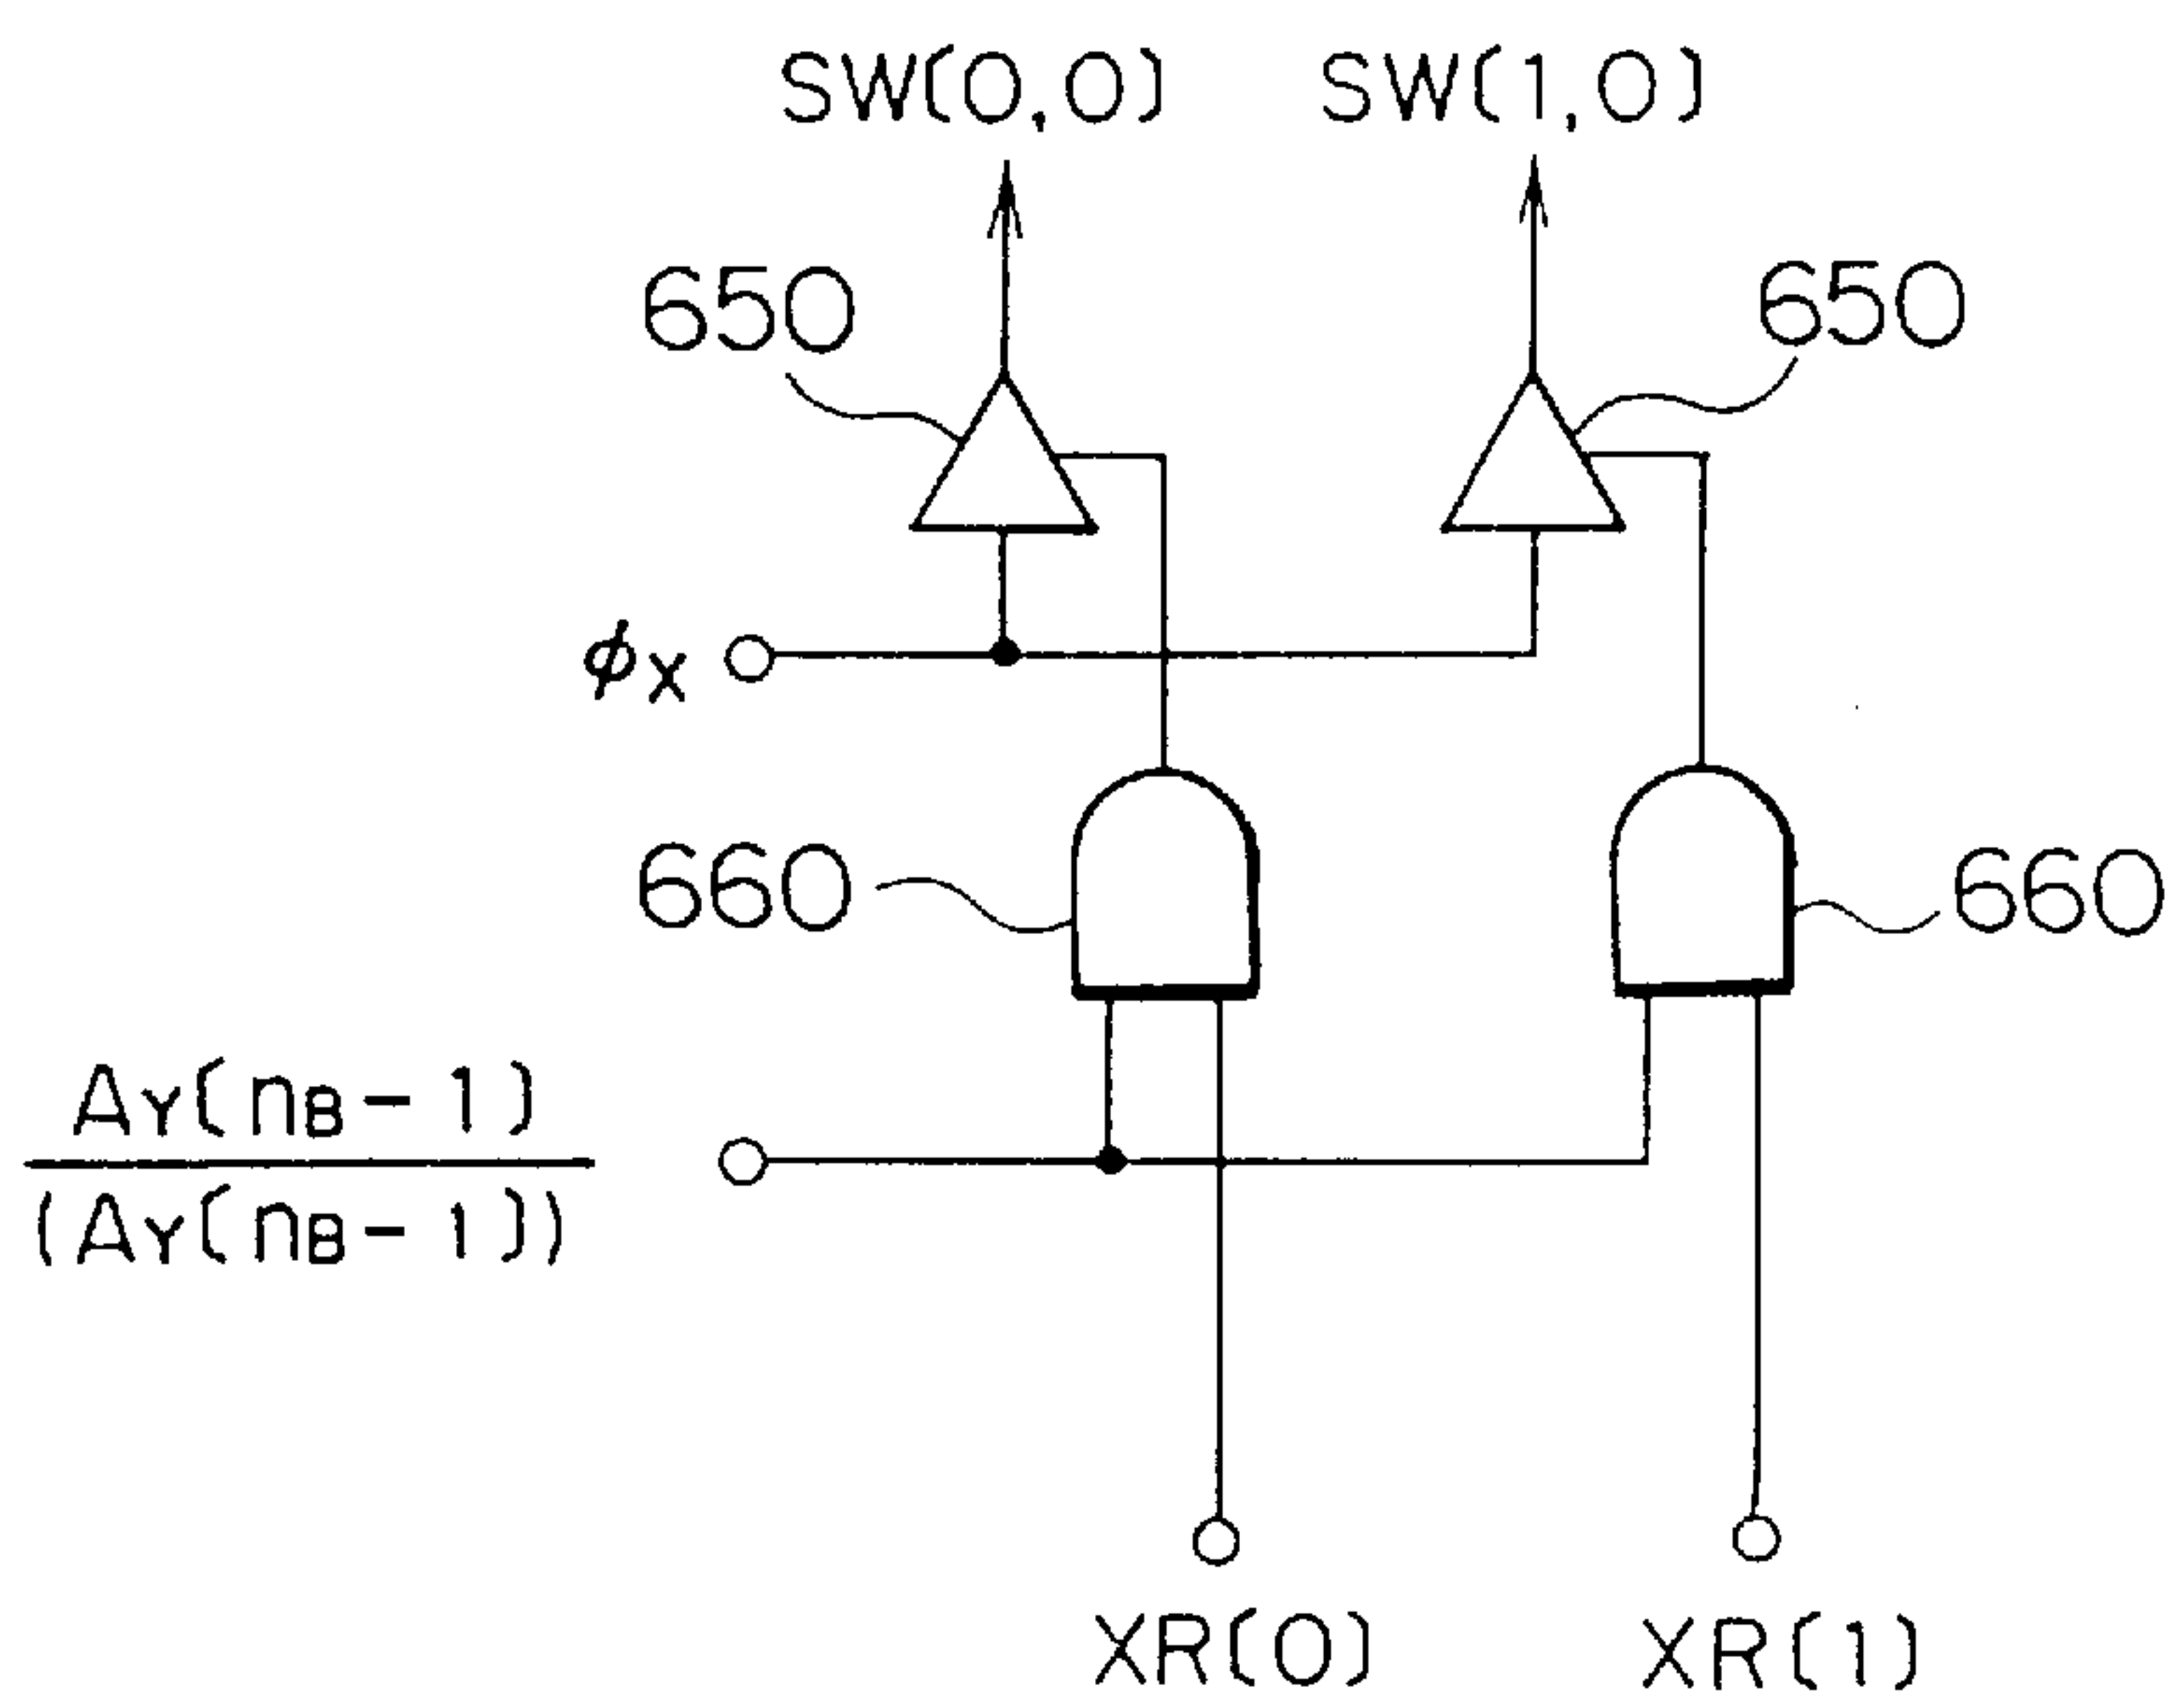 SW(0,0) SW(1,0)
650 650
ϕX
660 660
AY(nB-1)
(AY(nB-1))
XR(0) XR(1)